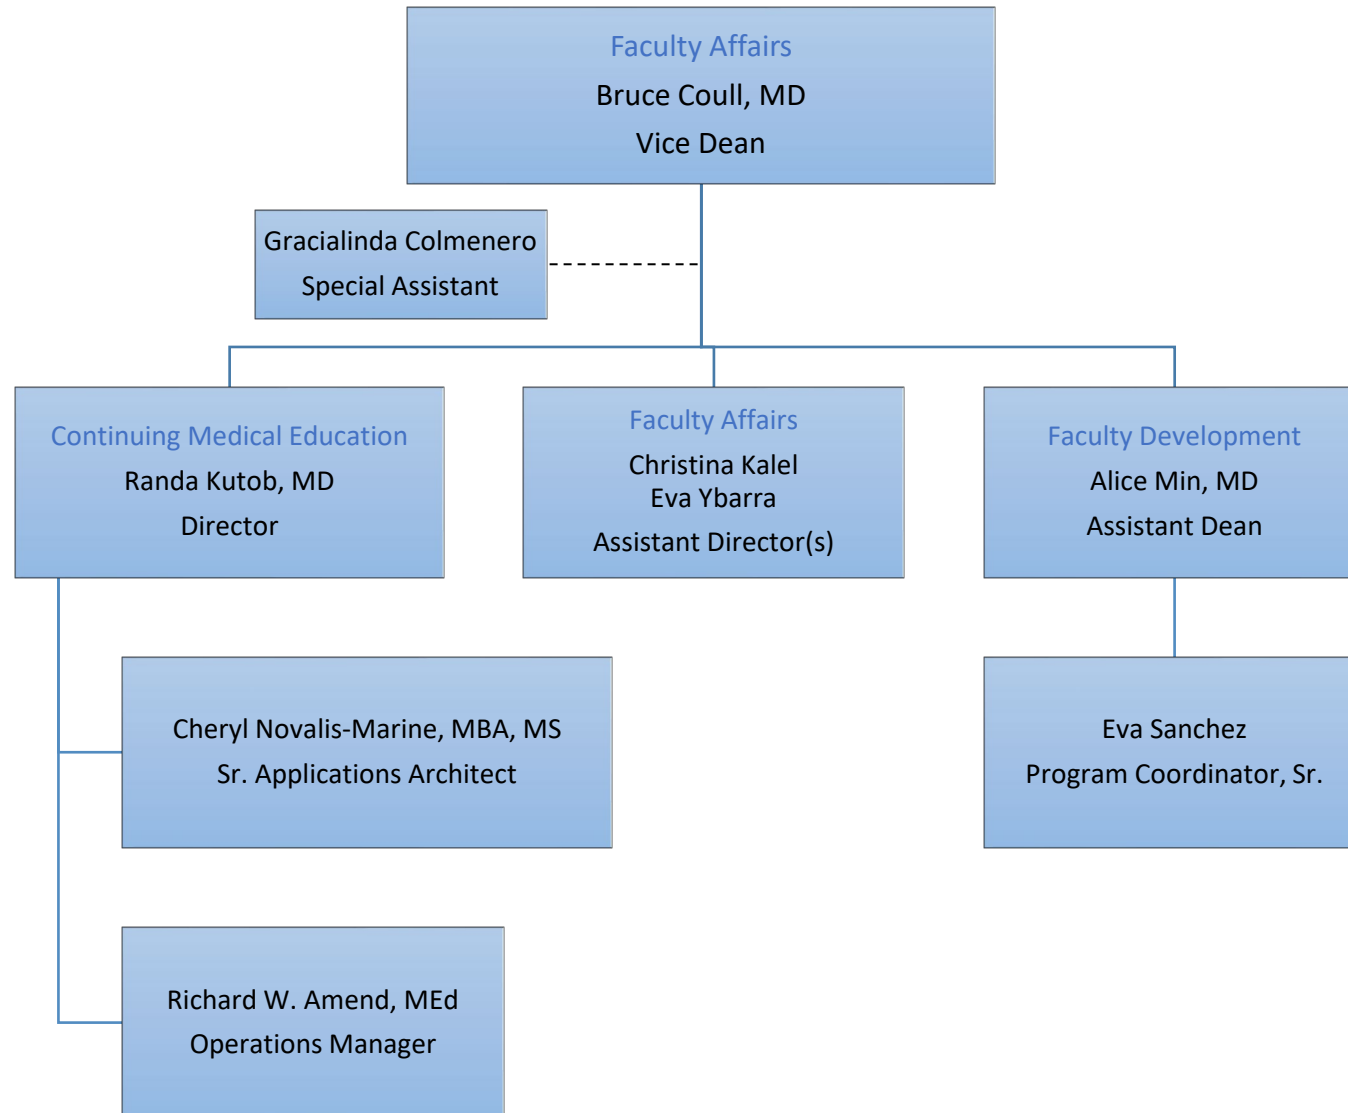 Faculty Affairs
Bruce Coull, MD
Vice Dean
Gracialinda Colmenero
Special Assistant
Continuing Medical Education
Randa Kutob, MD
Director
Faculty Affairs
Christina Kalel
Eva Ybarra
Assistant Director(s)
Faculty Development
Alice Min, MD
Assistant Dean
Cheryl Novalis-Marine, MBA, MS
Sr. Applications Architect
Eva Sanchez
Program Coordinator, Sr.
Richard W. Amend, MEd
Operations Manager